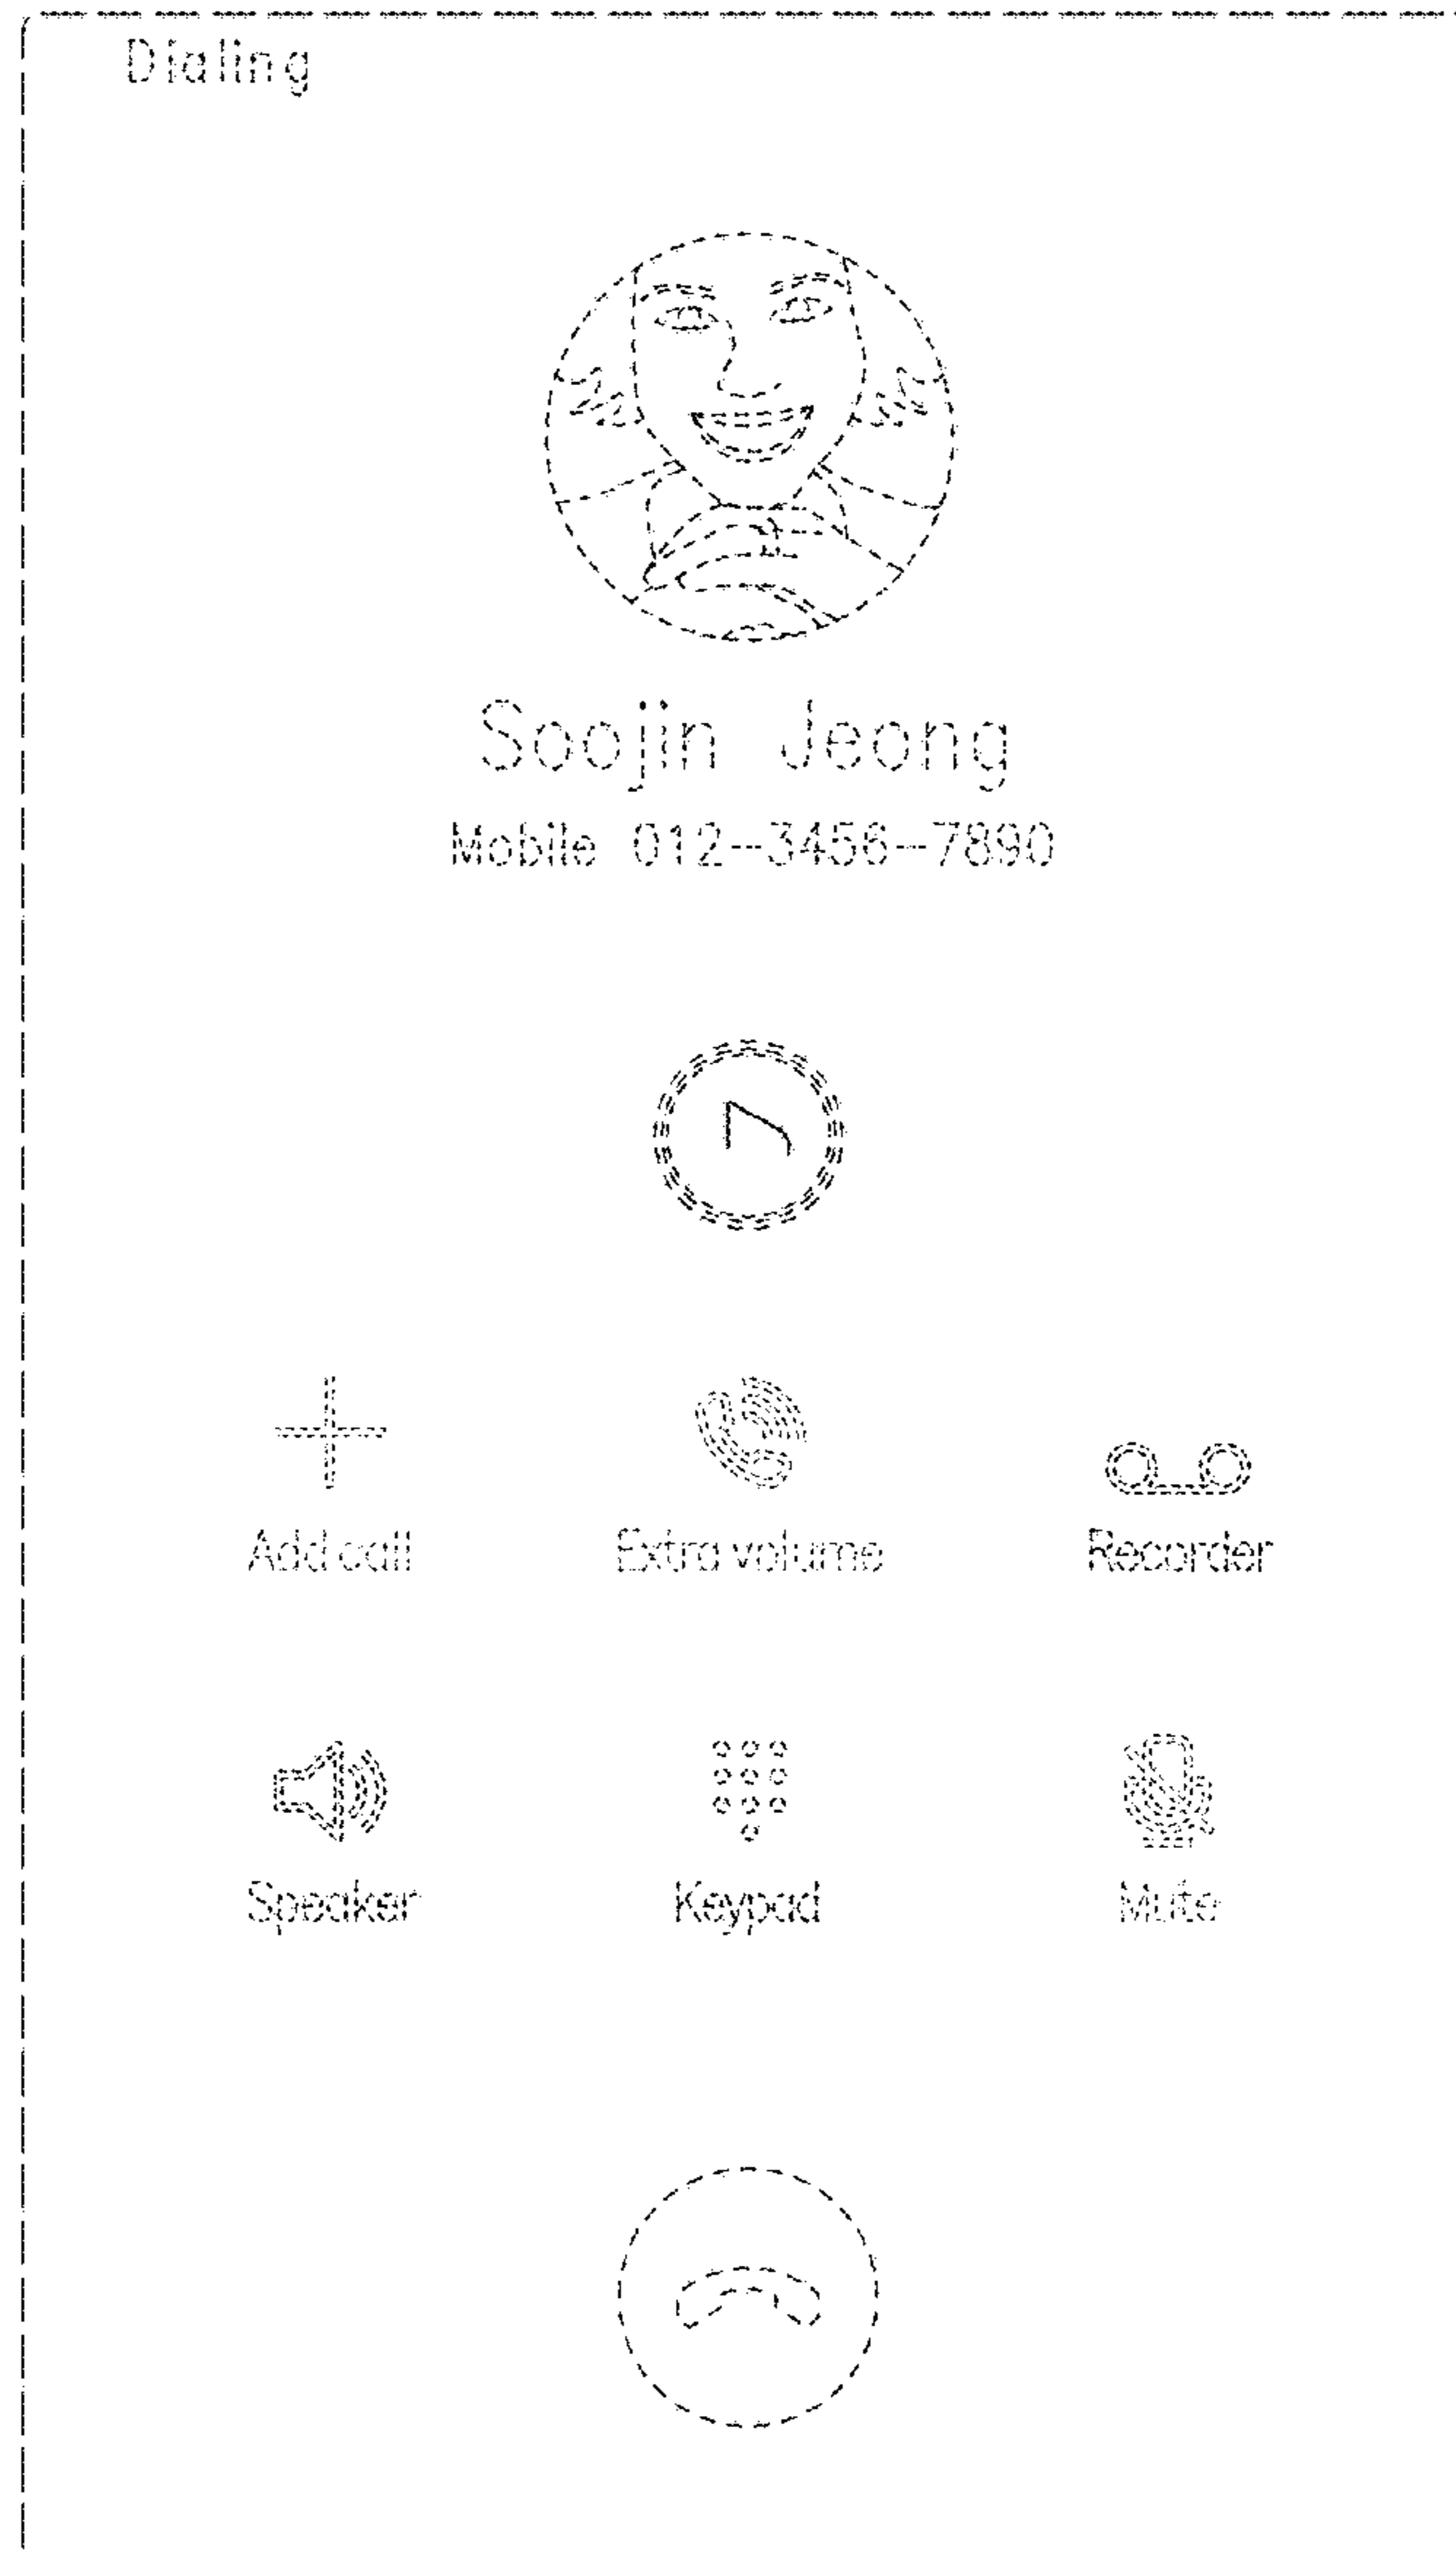 Dialing
Soojin Jeong
Mobile 012-3456-7890
Add call Extra volume Recorder
Speaker Keypad Mute